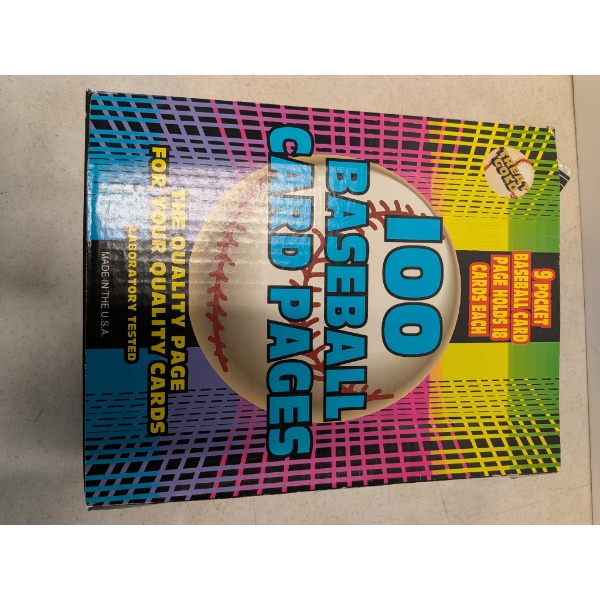 9 POCKET
BASEBALL CARD
PAGE HOLDS 18
CARDS EACH
100
BASEBALL
CARD PAGES
THE QUALITY PAGE
FOR YOUR QUALITY CARDS
LABORATORY TESTED
MADE IN THE U.S.A.